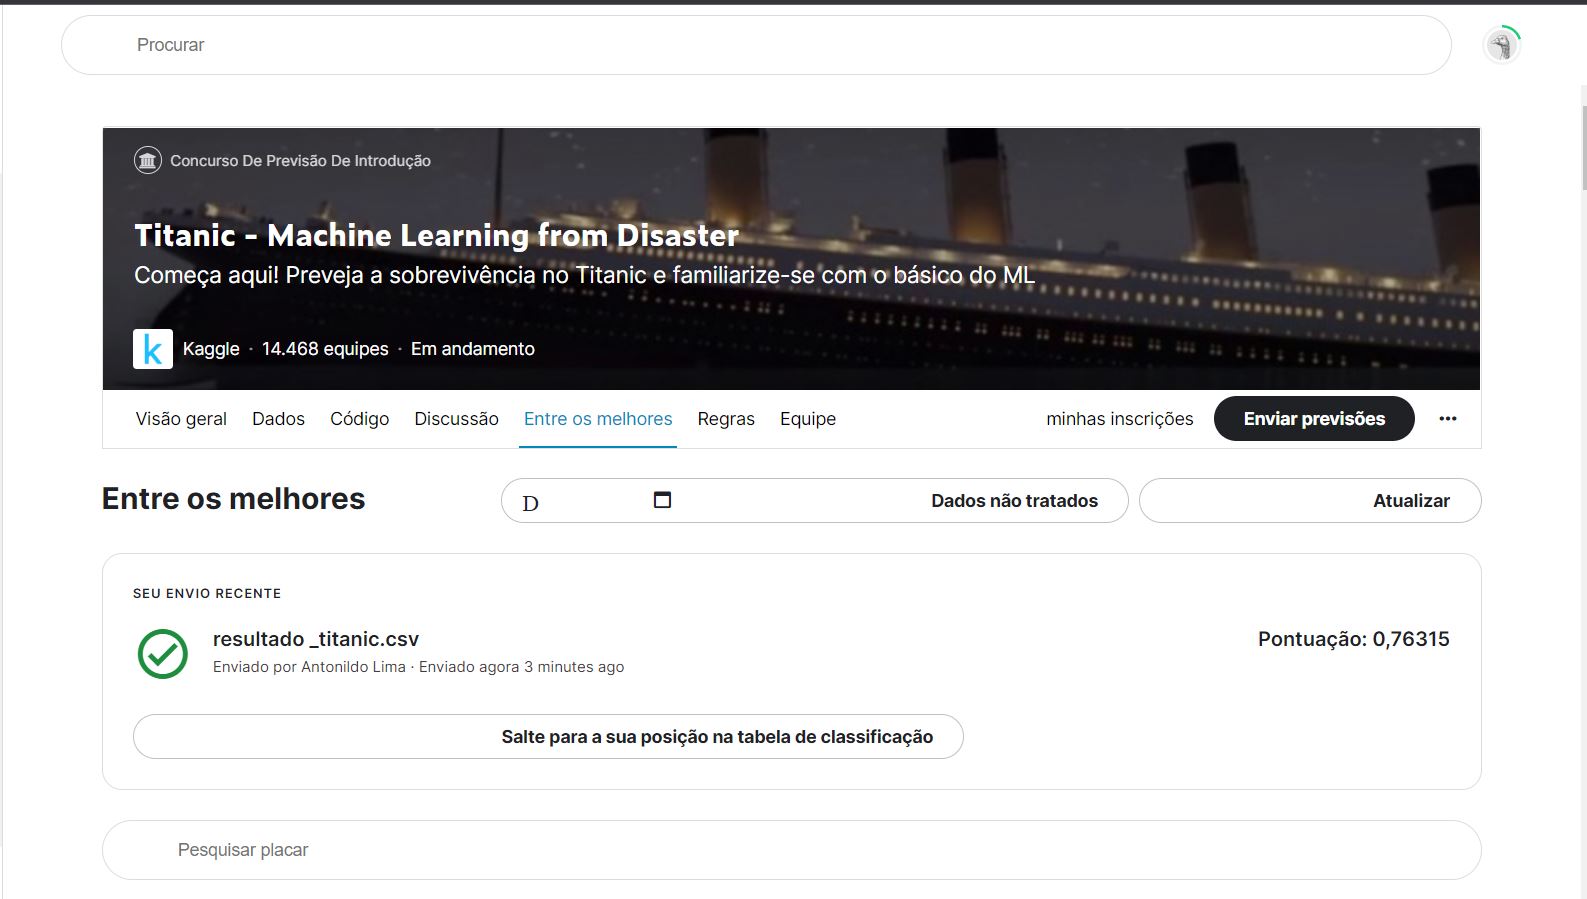 Procurar
Concurso De Previsão De Introdução
Titanic - Machine Learning from Disaster
Começa aqui! Preveja a sobrevivência no Titanic e familiarize-se com o básico do ML
k Kaggle · 14.468 equipes · Em andamento
Visão geral Dados Código Discussão Entre os melhores Regras Equipe minhas inscrições Enviar previsões ···
Entre os melhores D Dados não tratados Atualizar
SEU ENVIO RECENTE
resultado _titanic.csv Pontuação: 0,76315
Enviado por Antonildo Lima · Enviado agora 3 minutes ago
Salte para a sua posição na tabela de classificação
Pesquisar placar